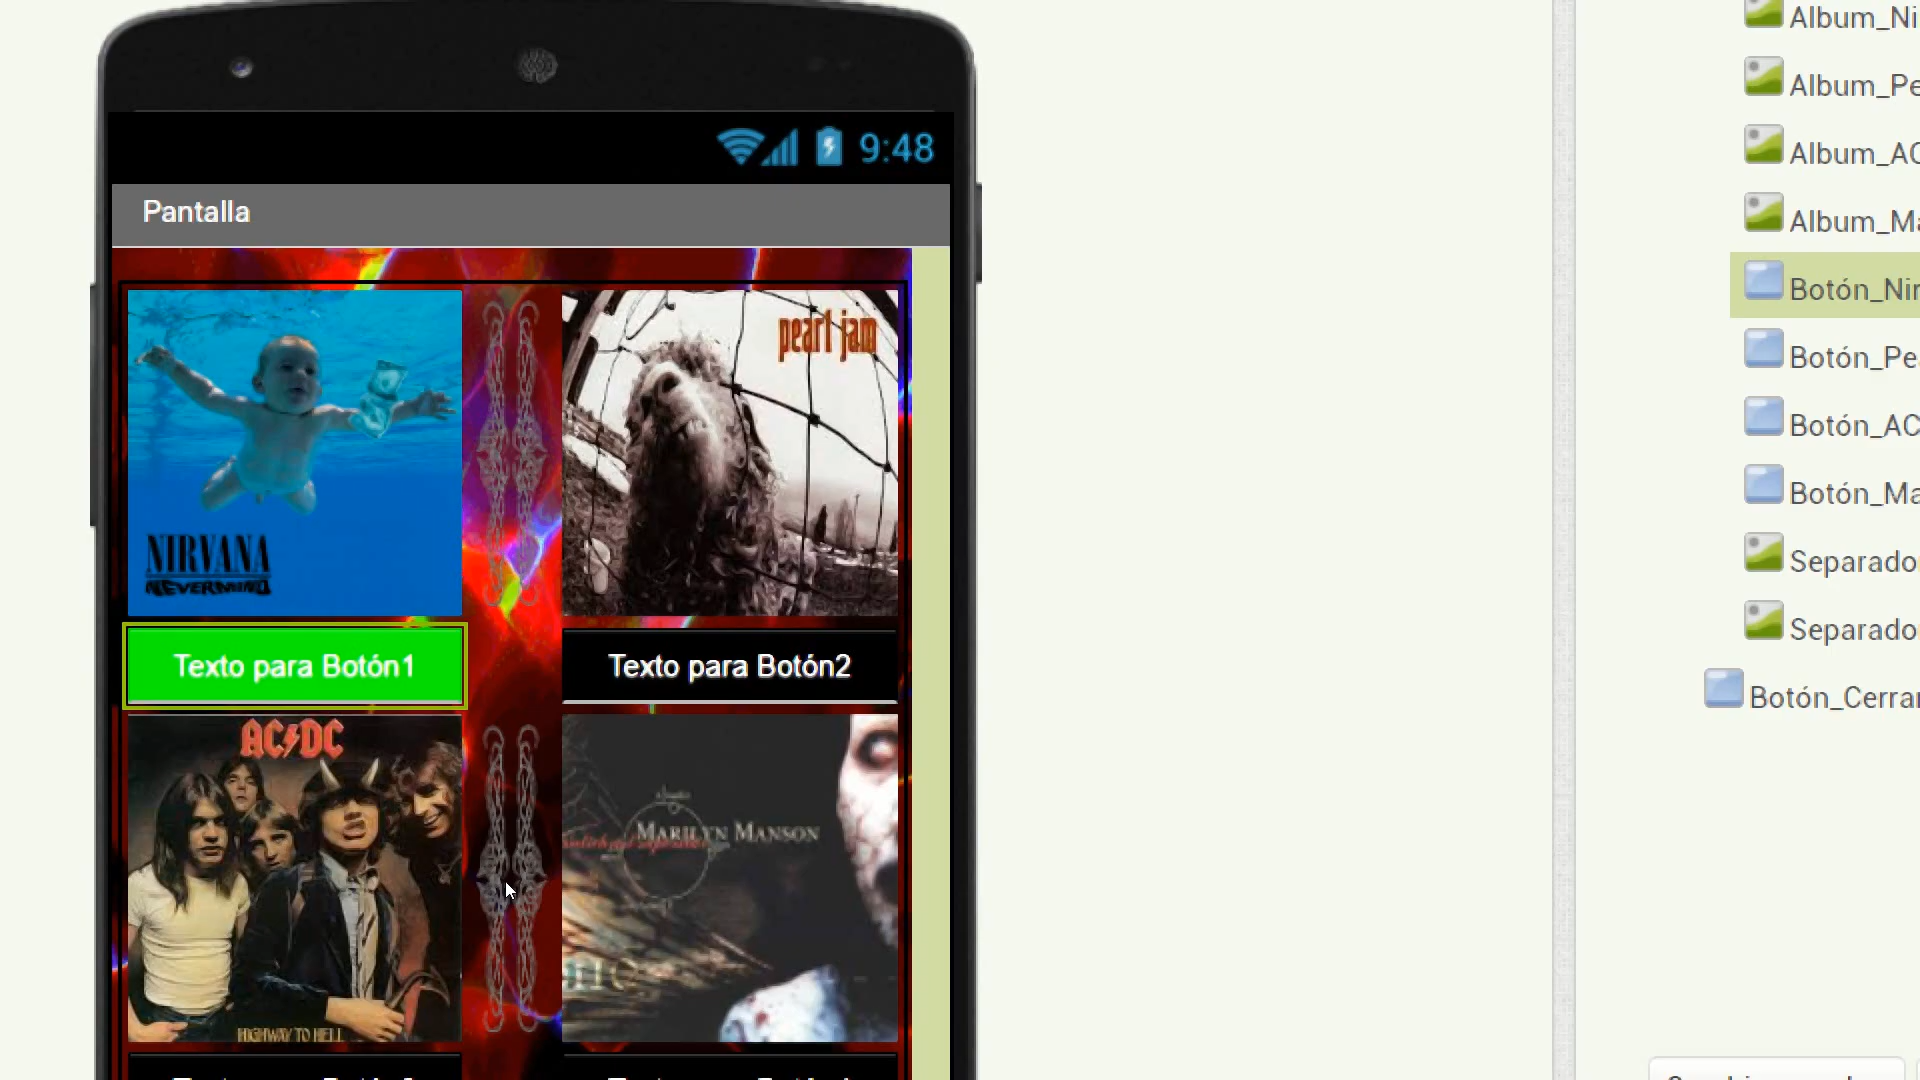 9:48
Pantalla
pearl jam
NIRVANA
NEVERMIND
Texto para Botón1
Texto para Botón2
AC/DC
HIGHWAY TO HELL
MARILYN MANSON
Album_Ni
Album_Pe
Album_AC
Album_Ma
Botón_Nir
Botón_Pe
Botón_AC
Botón_Ma
Separado
Separado
Botón_Cerrar